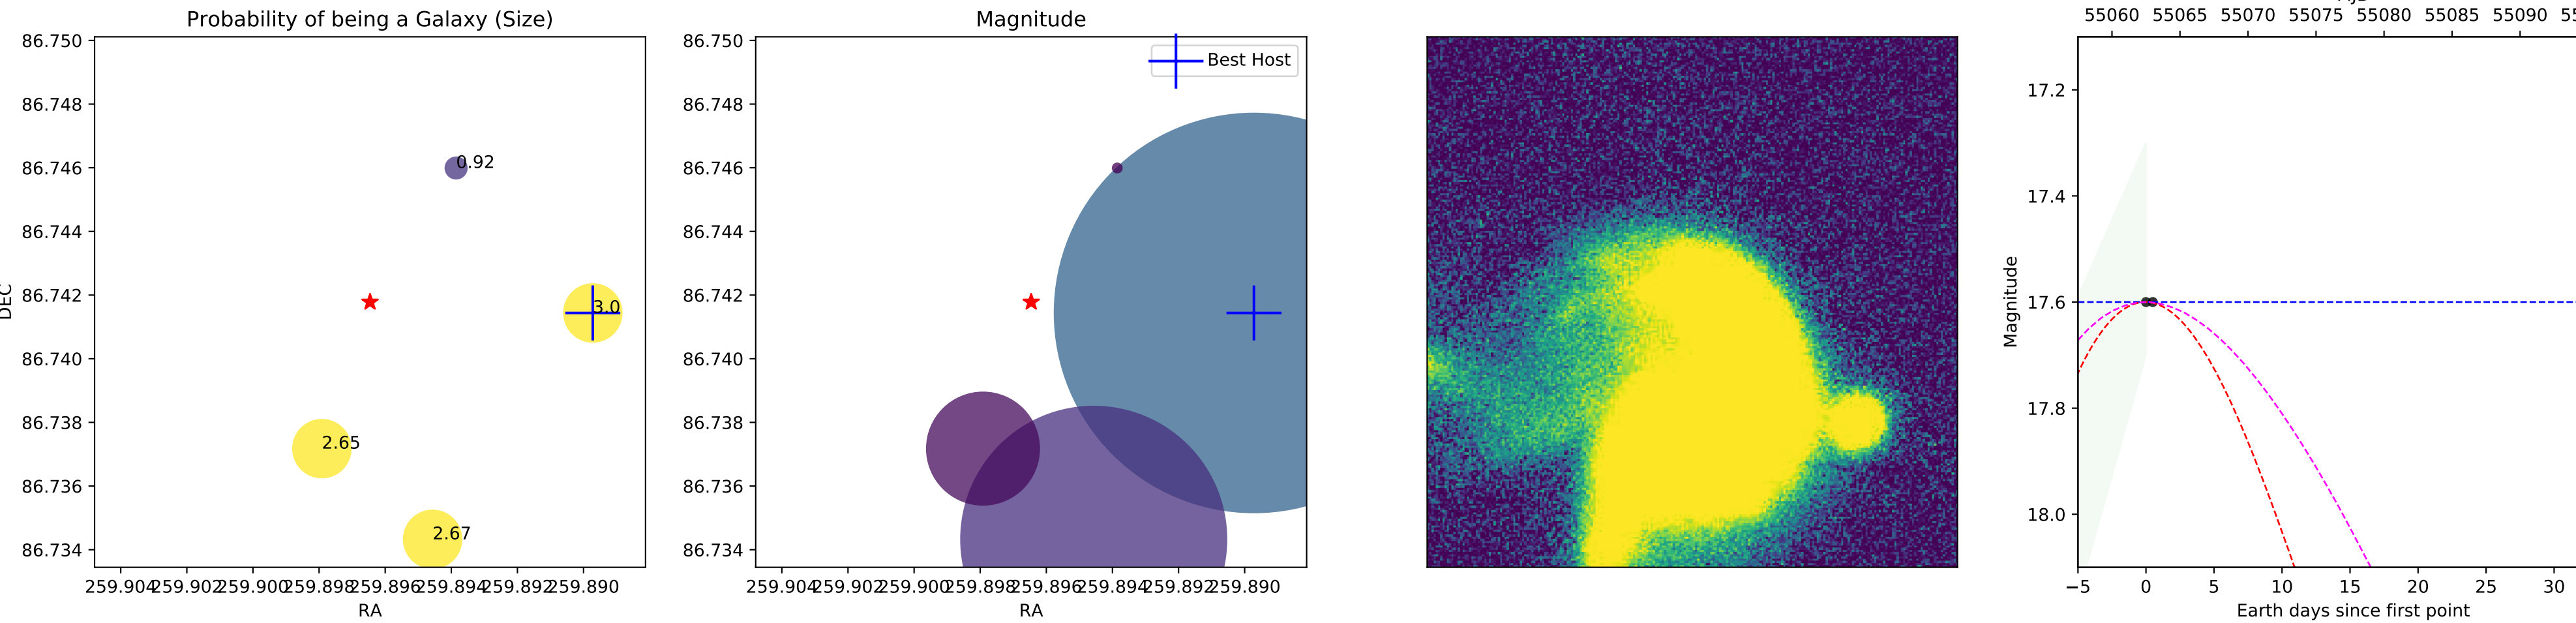 Probability of being a Galaxy (Size)
86.750
86.748
86.746
86.744
86.742
86.740
86.738
86.736
86.734
DEC
0.92
3.0
2.65
2.67
259.904 259.902 259.900 259.898 259.896 259.894 259.892 259.890
RA
Magnitude
Best Host
86.750
86.748
86.746
86.744
86.742
86.740
86.738
86.736
86.734
259.904 259.902 259.900 259.898 259.896 259.894 259.892 259.890
RA
55060 55065 55070 55075 55080 55085 55090
17.2
17.4
17.6
17.8
18.0
Magnitude
−5 0 5 10 15 20 25 30
Earth days since first point